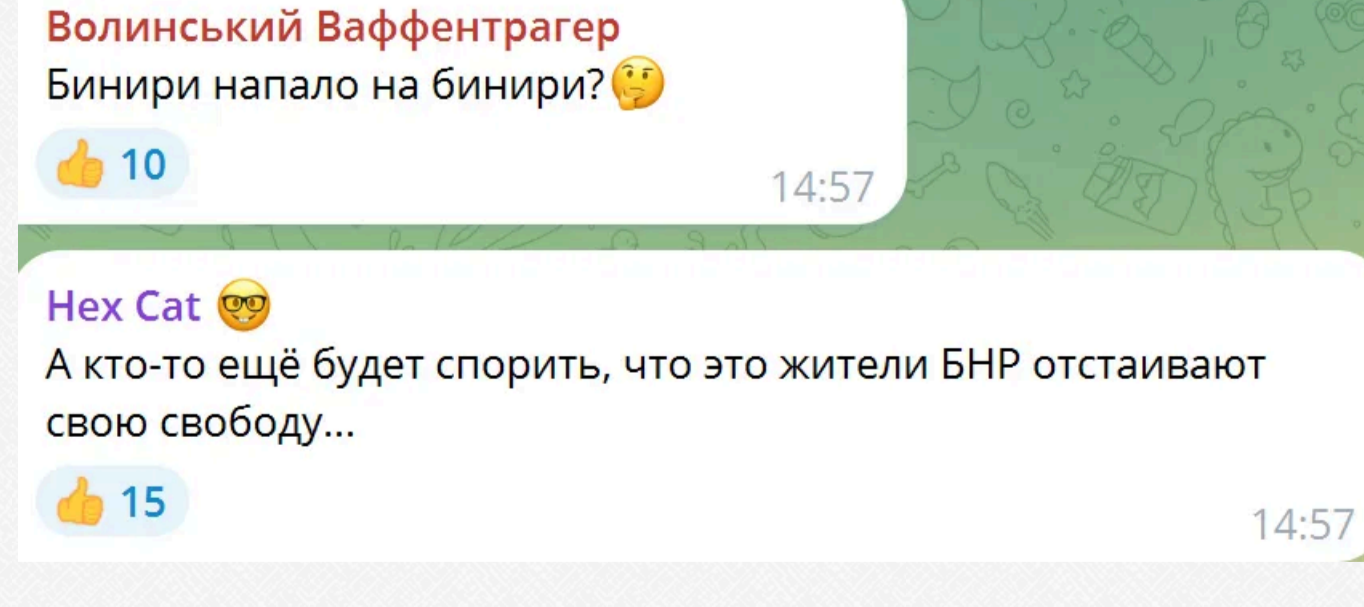 Волинський Ваффентрагер
Бинири напало на бинири?🤔
👍 10
14:57
Hex Cat 🤓
А кто-то ещё будет спорить, что это жители БНР отстаивают
свою свободу...
👍 15
14:57